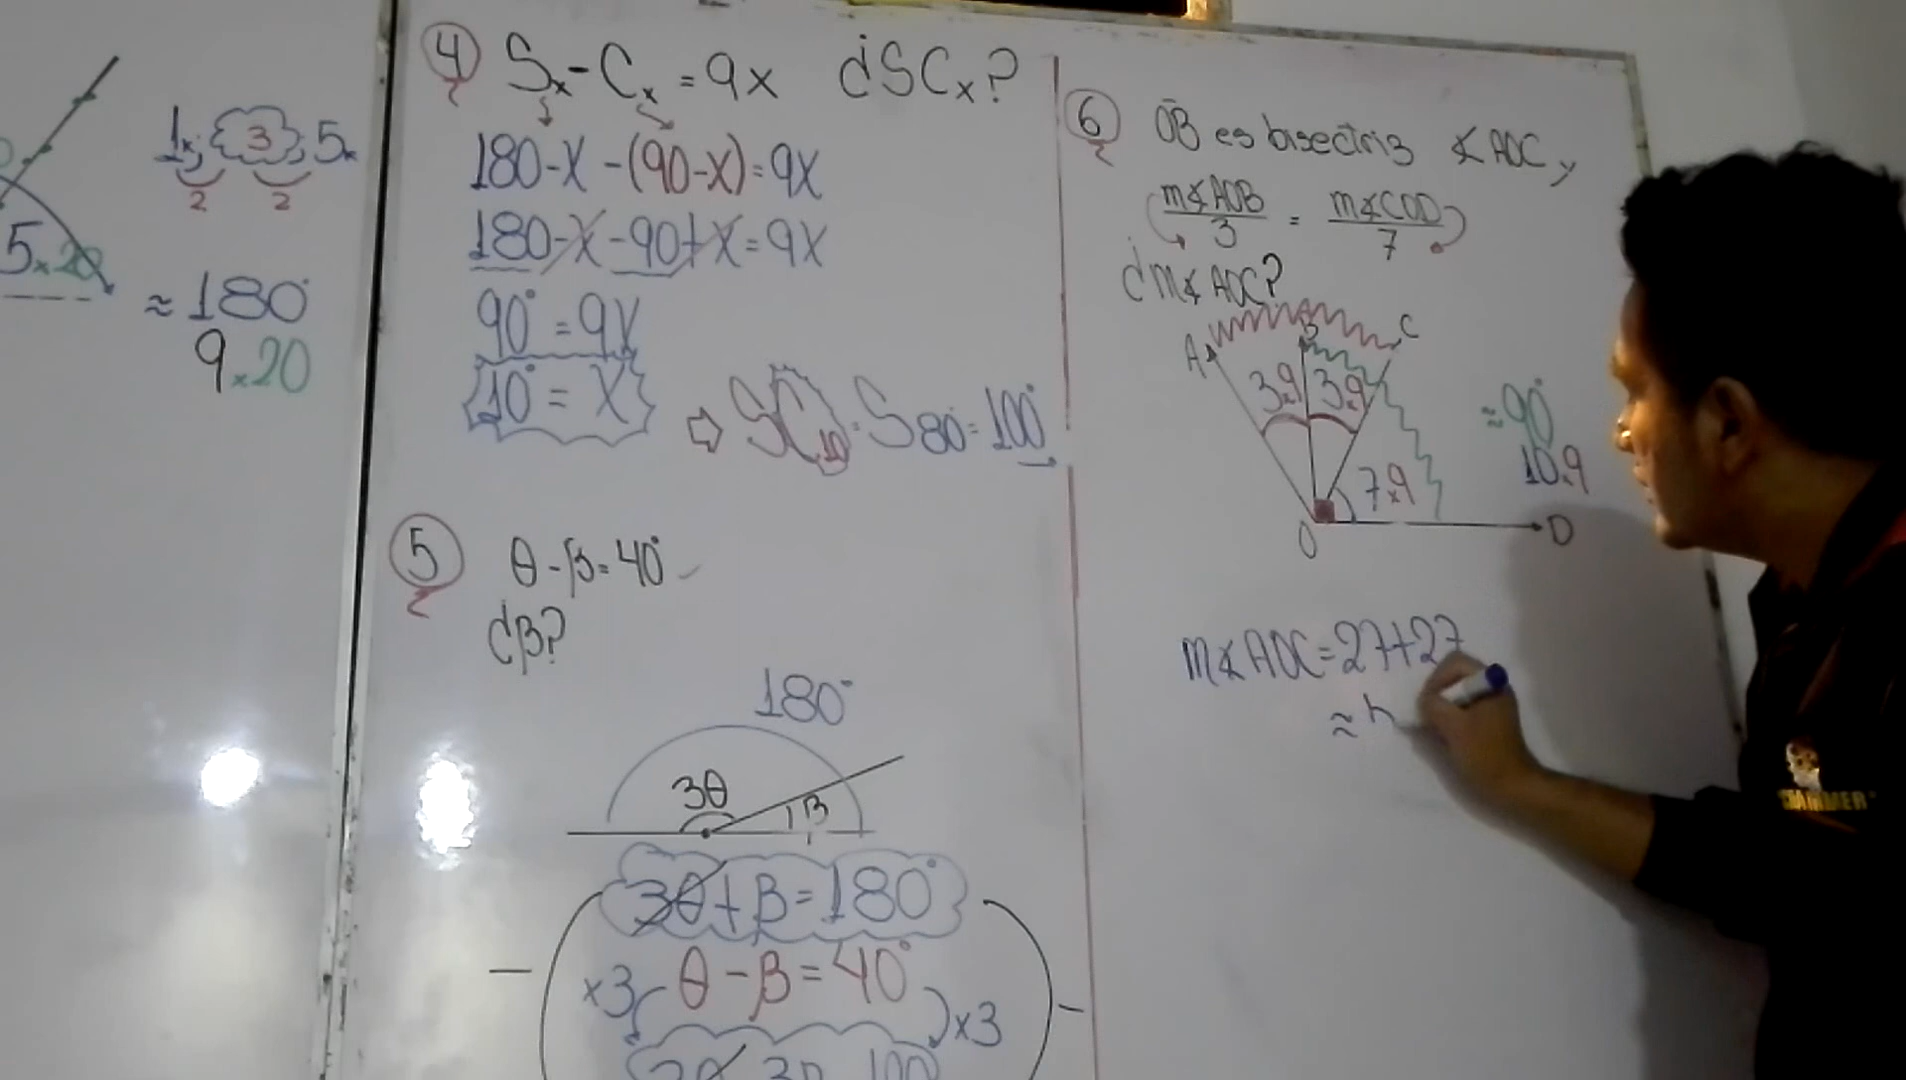 1x, 3, 5x
2 2
5x20
≈180°
9x20
4 Sx-Cx=9x ¿SCx?
180-x-(90-x)=9x
180-x-90+x=9x
90°=9x
10°=x ⇨ SC10=S80=100°
5 θ-β=40°
¿β?
180°
3θ 1β
3θ+β=180°
x3 θ-β=40° x3
6 OB es bisectriz ∡AOC, y
m∡AOB/3 = m∡COD/7
¿m∡AOC?
A B C
3x9 3x9 ≈90°
7x9 10x9
O D
m∡AOC=27+27
≈